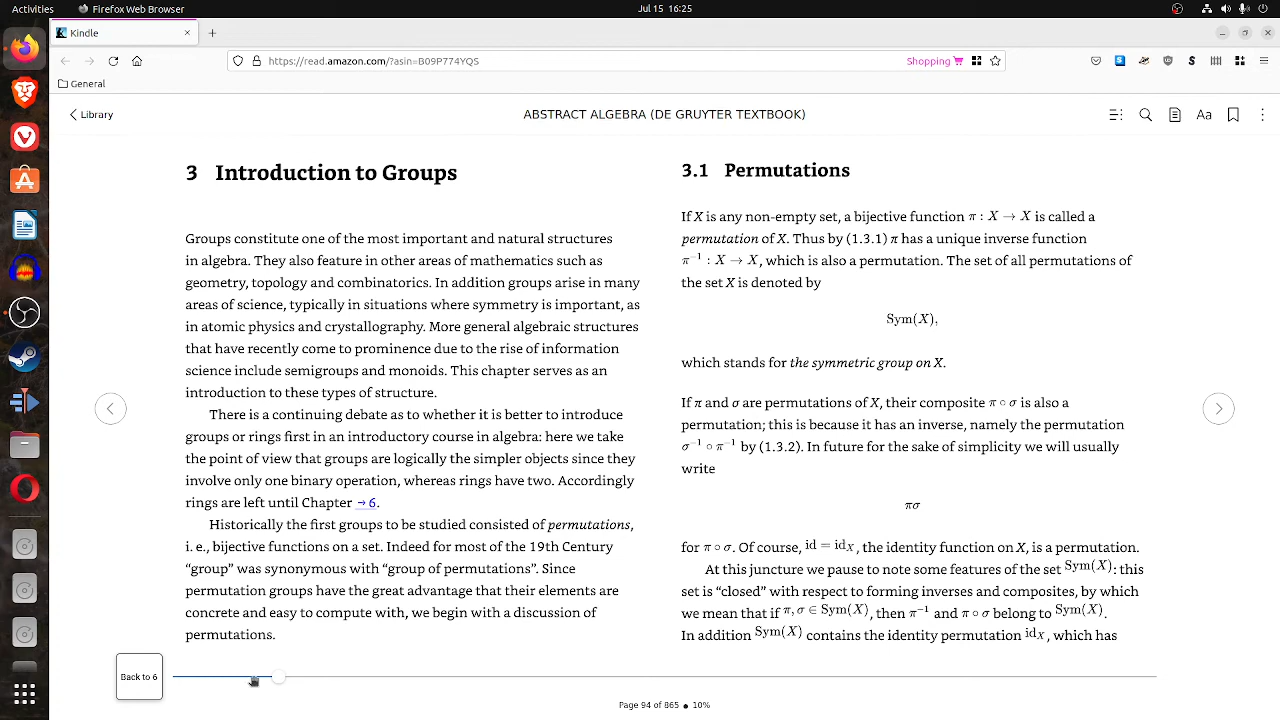 Activities
Firefox Web Browser
Jul 15 16:25
Kindle
https://read.amazon.com/?asin=B09P774YQS
Shopping
General
Library
ABSTRACT ALGEBRA (DE GRUYTER TEXTBOOK)
Aa
3 Introduction to Groups
Groups constitute one of the most important and natural structures
in algebra. They also feature in other areas of mathematics such as
geometry, topology and combinatorics. In addition groups arise in many
areas of science, typically in situations where symmetry is important, as
in atomic physics and crystallography. More general algebraic structures
that have recently come to prominence due to the rise of information
science include semigroups and monoids. This chapter serves as an
introduction to these types of structure.
There is a continuing debate as to whether it is better to introduce
groups or rings first in an introductory course in algebra: here we take
the point of view that groups are logically the simpler objects since they
involve only one binary operation, whereas rings have two. Accordingly
rings are left until Chapter →6.
Historically the first groups to be studied consisted of permutations,
i. e., bijective functions on a set. Indeed for most of the 19th Century
“group” was synonymous with “group of permutations”. Since
permutation groups have the great advantage that their elements are
concrete and easy to compute with, we begin with a discussion of
permutations.
3.1 Permutations
If X is any non-empty set, a bijective function π : X → X is called a
permutation of X. Thus by (1.3.1) π has a unique inverse function
π⁻¹ : X → X, which is also a permutation. The set of all permutations of
the set X is denoted by
Sym(X),
which stands for the symmetric group on X.
If π and σ are permutations of X, their composite π ∘ σ is also a
permutation; this is because it has an inverse, namely the permutation
σ⁻¹ ∘ π⁻¹ by (1.3.2). In future for the sake of simplicity we will usually
write
πσ
for π ∘ σ. Of course, id = id_X, the identity function on X, is a permutation.
At this juncture we pause to note some features of the set Sym(X): this
set is “closed” with respect to forming inverses and composites, by which
we mean that if π, σ ∈ Sym(X), then π⁻¹ and π ∘ σ belong to Sym(X).
In addition Sym(X) contains the identity permutation id_X, which has
Back to 6
Page 94 of 865 ● 10%